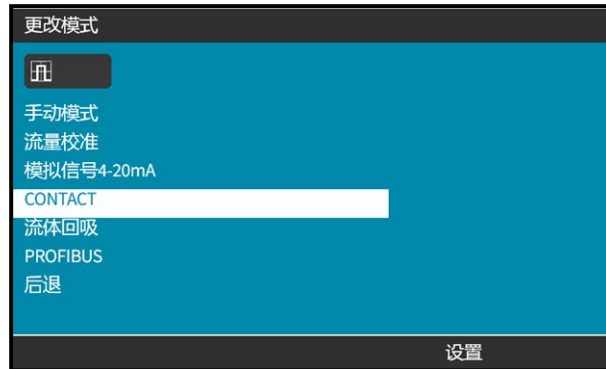 更改模式
手动模式
流量校准
模拟信号4-20mA
CONTACT
流体回吸
PROFIBUS
后退
设置